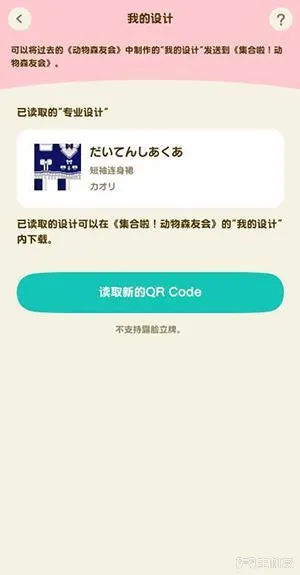 我的设计
?
可以将过去的《动物森友会》中制作的“我的设计”发送到《集合啦！动
物森友会》。
已读取的“专业设计”
だいてんしあくあ
短袖连身裙
カオリ
已读取的设计可以在《集合啦！动物森友会》的“我的设计”
内下载。
读取新的QR Code
不支持露脸立牌。